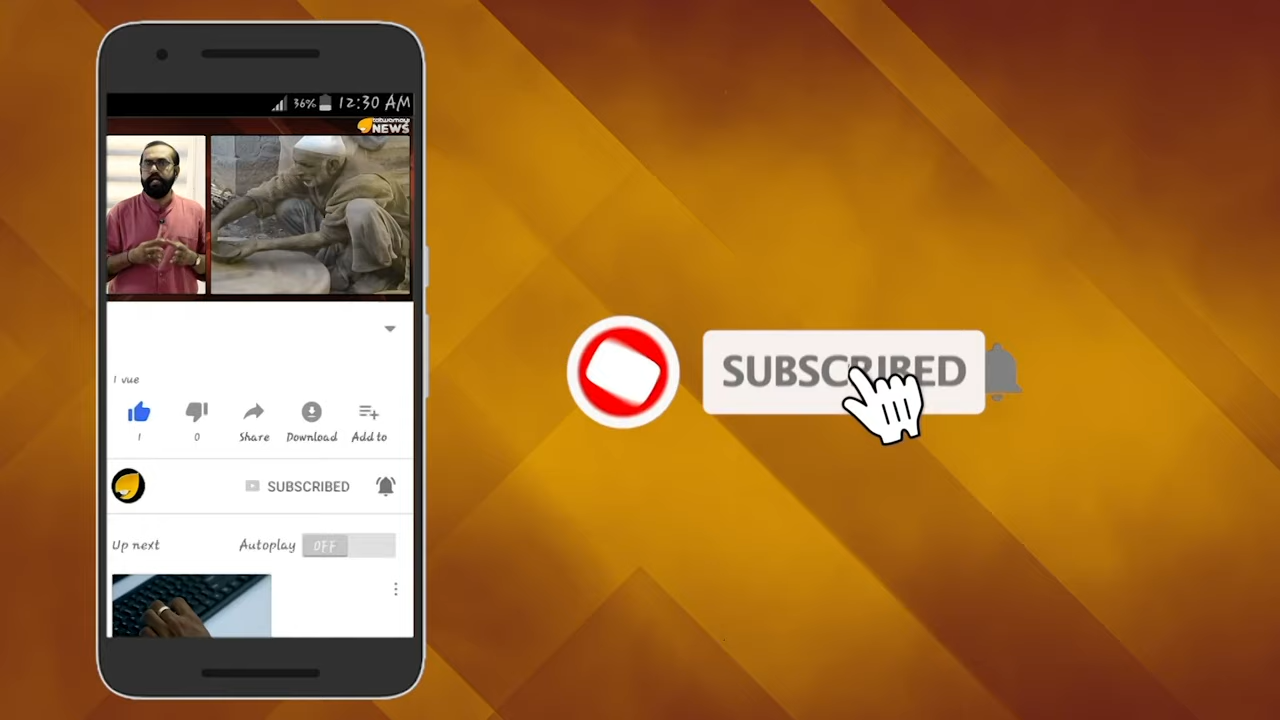 36% 12:30 AM
tatwamayi
NEWS
1 vue
1
0
Share
Download
Add to
SUBSCRIBED
Up next
Autoplay
OFF
SUBSCRIBED